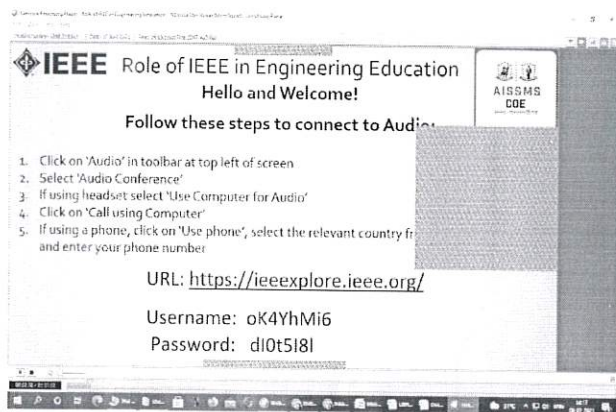 IEEE Role of IEEE in Engineering Education
Hello and Welcome!
AISSMS
COE
Follow these steps to connect to Audio:
1. Click on 'Audio' in toolbar at top left of screen
2. Select 'Audio Conference'
3. If using headset select 'Use Computer for Audio'
4. Click on 'Call using Computer'
5. If using a phone, click on 'Use phone', select the relevant country fr
and enter your phone number
URL: https://ieeexplore.ieee.org/
Username: oK4YhMi6
Password: dI0t5I8I